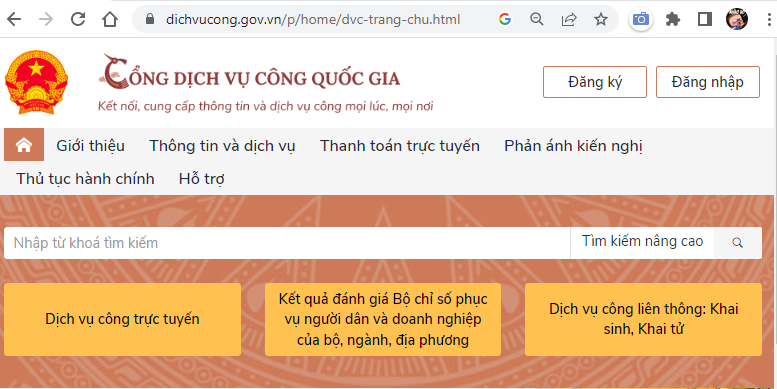 dichvucong.gov.vn/p/home/dvc-trang-chu.html
CỔNG DỊCH VỤ CÔNG QUỐC GIA
Kết nối, cung cấp thông tin và dịch vụ công mọi lúc, mọi nơi
Đăng ký
Đăng nhập
Giới thiệu
Thông tin và dịch vụ
Thanh toán trực tuyến
Phản ánh kiến nghị
Thủ tục hành chính
Hỗ trợ
Nhập từ khoá tìm kiếm
Tìm kiếm nâng cao
Dịch vụ công trực tuyến
Kết quả đánh giá Bộ chỉ số phục
vụ người dân và doanh nghiệp
của bộ, ngành, địa phương
Dịch vụ công liên thông: Khai
sinh, Khai tử